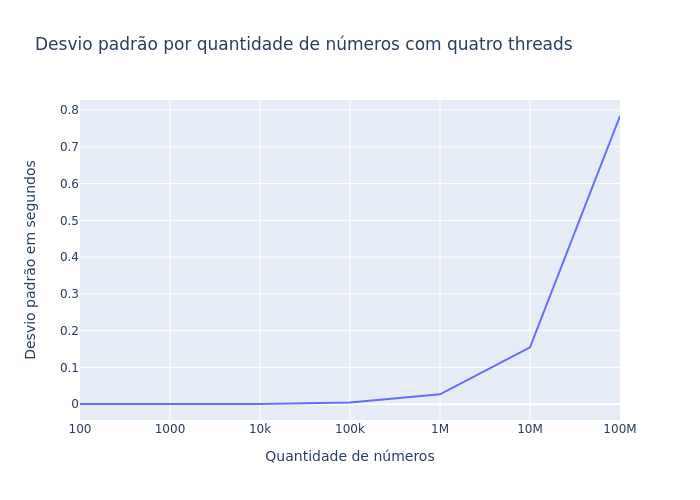 Desvio padrão por quantidade de números com quatro threads
Desvio padrão em segundos
0.8
0.7
0.6
0.5
0.4
0.3
0.2
0.1
0
100 1000 10k 100k 1M 10M 100M
Quantidade de números